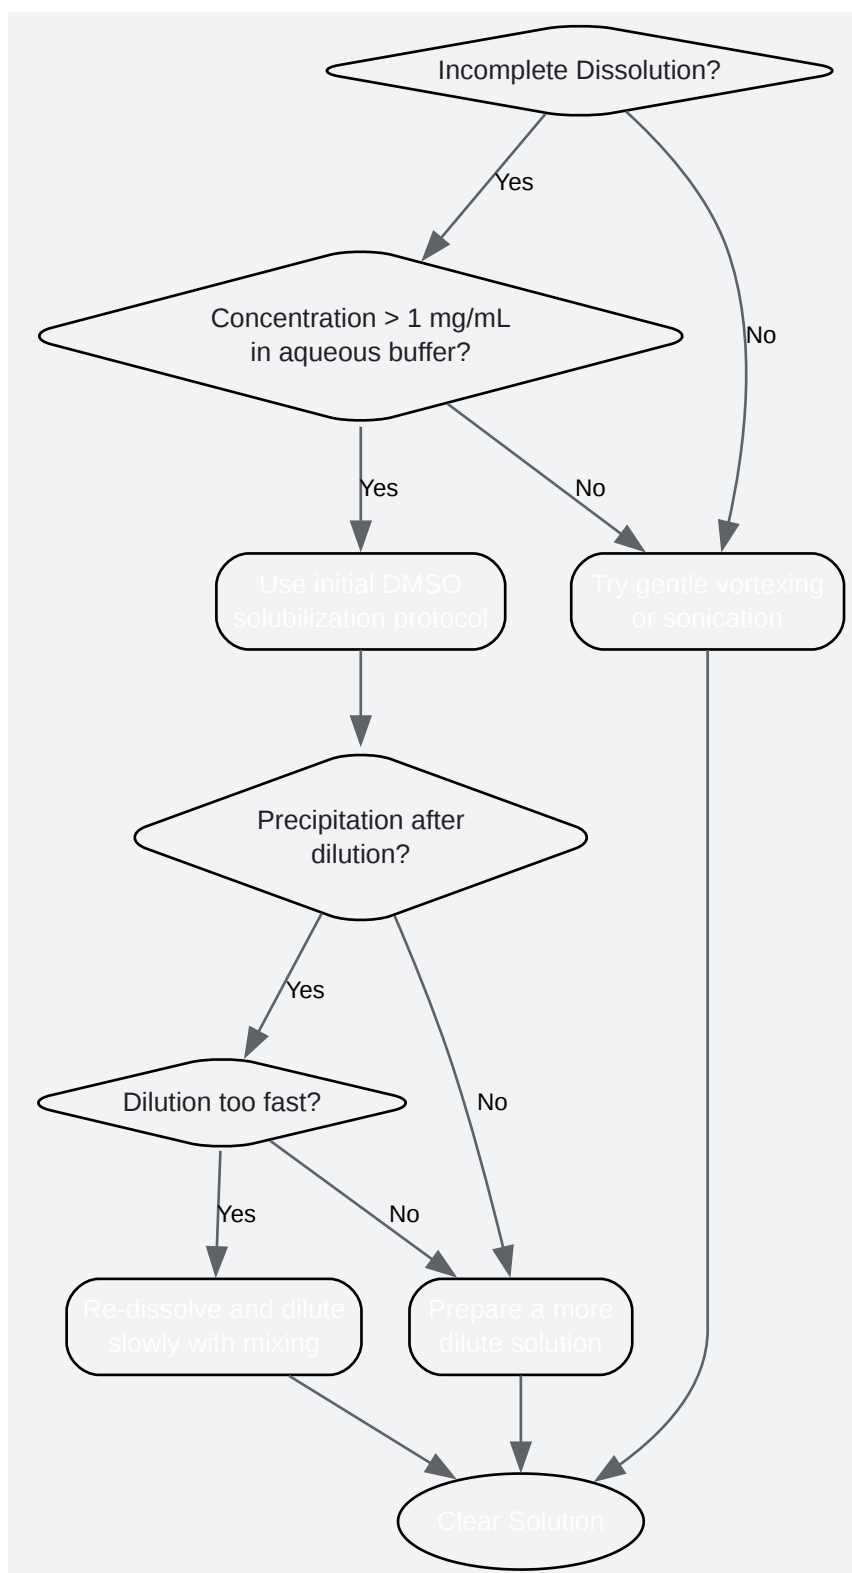 Incomplete Dissolution?
Yes
Concentration > 1 mg/mL
in aqueous buffer?
No
Yes
No
Use initial DMSO
solubilization protocol
Try gentle vortexing
or sonication
Precipitation after
dilution?
Yes
Dilution too fast?
No
Yes
No
Re-dissolve and dilute
slowly with mixing
Prepare a more
dilute solution
Clear Solution